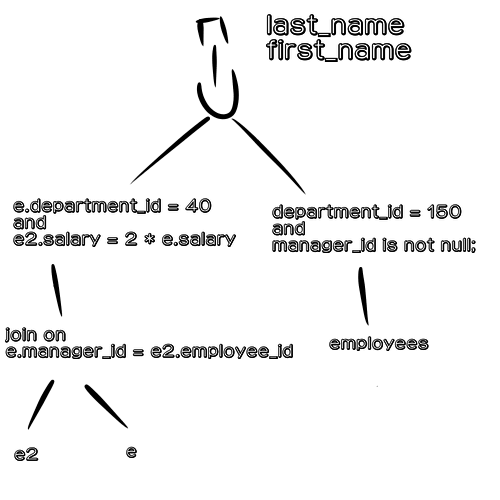 last_name
first_name
e.department_id = 40
and
e2.salary = 2 * e.salary
department_id = 150
and
manager_id is not null;
join on
e.manager_id = e2.employee_id
employees
e2
e